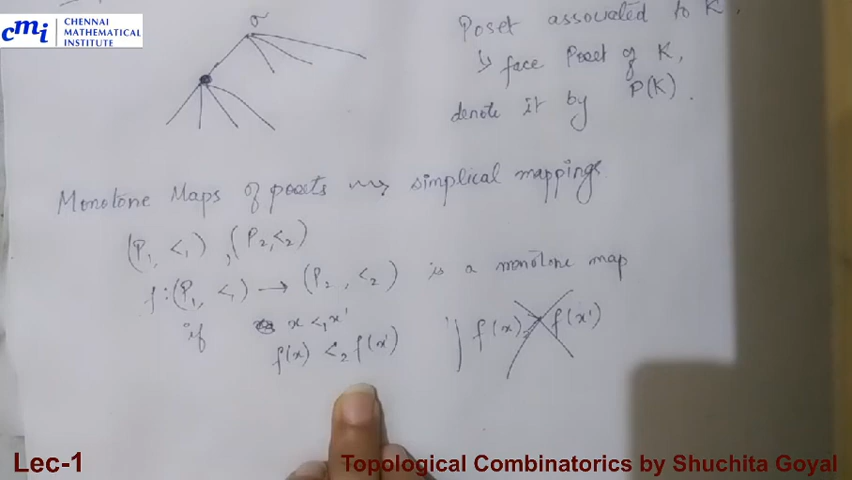 cmi CHENNAI MATHEMATICAL INSTITUTE
σ
Poset associated to K.
↳ face Poset of K,
denote it by P(K).
Monotone Maps of posets ⇝ simplical mappings
(P₁, <₁), (P₂, <₂)
f: (P₁, <₁) → (P₂, <₂) is a monotone map
if x <₁ x'
f(x) <₂ f(x')
f(x) f(x')
Lec-1
Topological Combinatorics by Shuchita Goyal